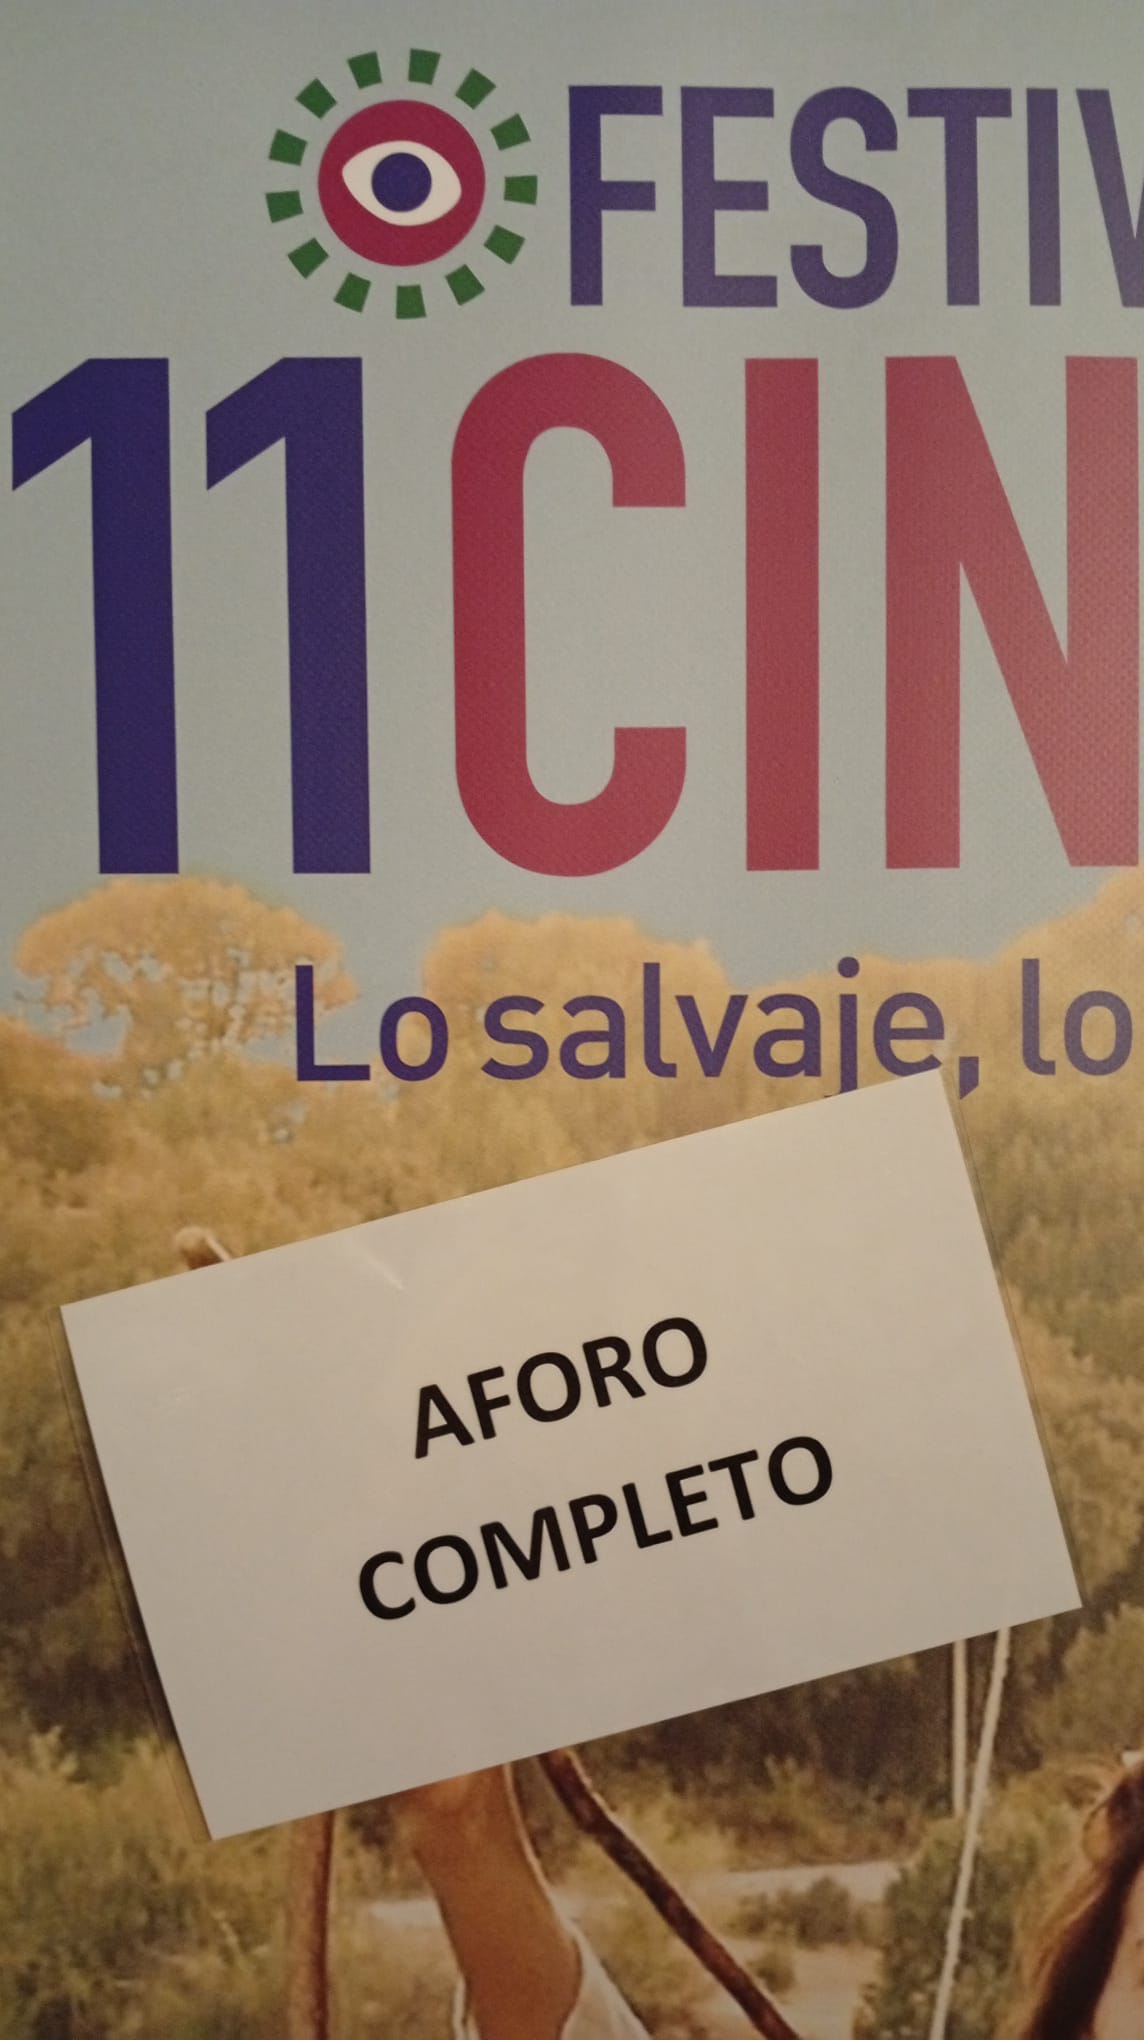 FESTIV
11CIN
Lo salvaje, lo
AFORO
COMPLETO